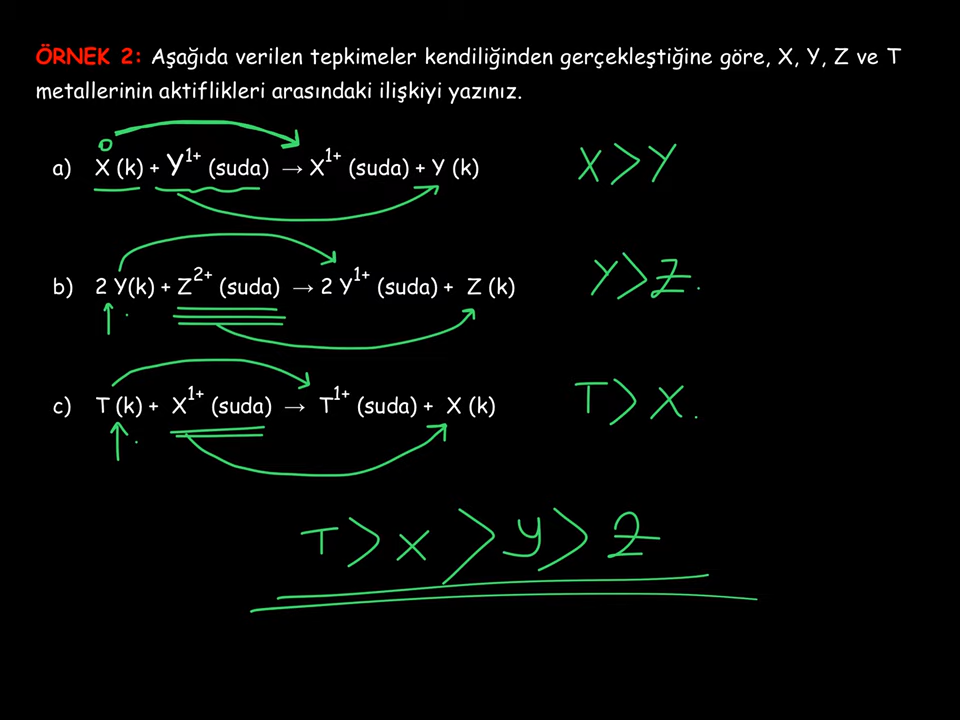 ÖRNEK 2: Aşağıda verilen tepkimeler kendiliğinden gerçekleştiğine göre, X, Y, Z ve T
metallerinin aktiflikleri arasındaki ilişkiyi yazınız.
0
a) X (k) + Y¹⁺ (suda) → X¹⁺ (suda) + Y (k) X > Y
b) 2 Y(k) + Z²⁺ (suda) → 2 Y¹⁺ (suda) + Z (k) Y > Z.
c) T (k) + X¹⁺ (suda) → T¹⁺ (suda) + X (k) T > X.
T > X > Y > Z